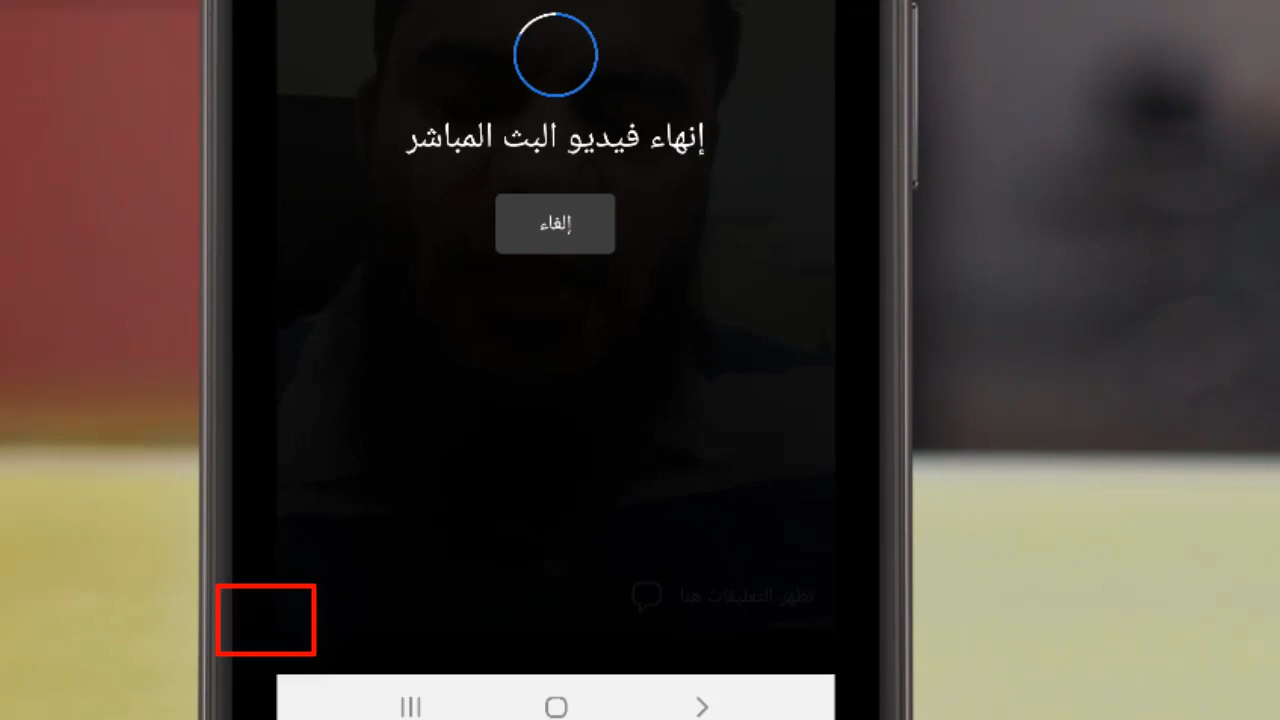 إنهاء فيديو البث المباشر
إلغاء
تظهر التعليقات هنا